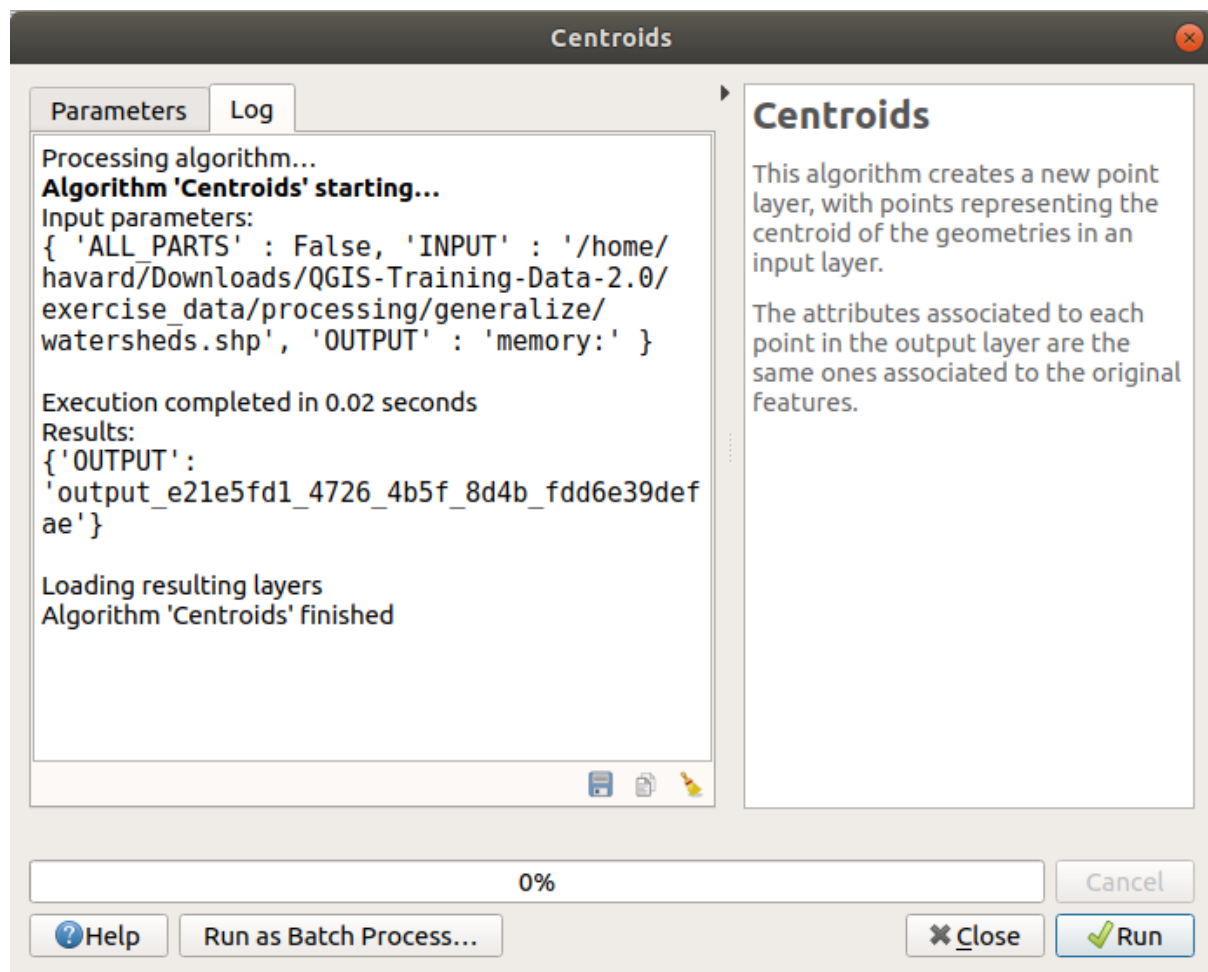 Centroids
Parameters
Log
Processing algorithm…
Algorithm 'Centroids' starting…
Input parameters:
{ 'ALL_PARTS' : False, 'INPUT' : '/home/
havard/Downloads/QGIS-Training-Data-2.0/
exercise_data/processing/generalize/
watersheds.shp', 'OUTPUT' : 'memory:' }
Execution completed in 0.02 seconds
Results:
{'OUTPUT':
'output_e21e5fd1_4726_4b5f_8d4b_fdd6e39def
ae'}
Loading resulting layers
Algorithm 'Centroids' finished
Centroids
This algorithm creates a new point
layer, with points representing the
centroid of the geometries in an
input layer.
The attributes associated to each
point in the output layer are the
same ones associated to the original
features.
0%
Cancel
Help
Run as Batch Process…
Close
Run